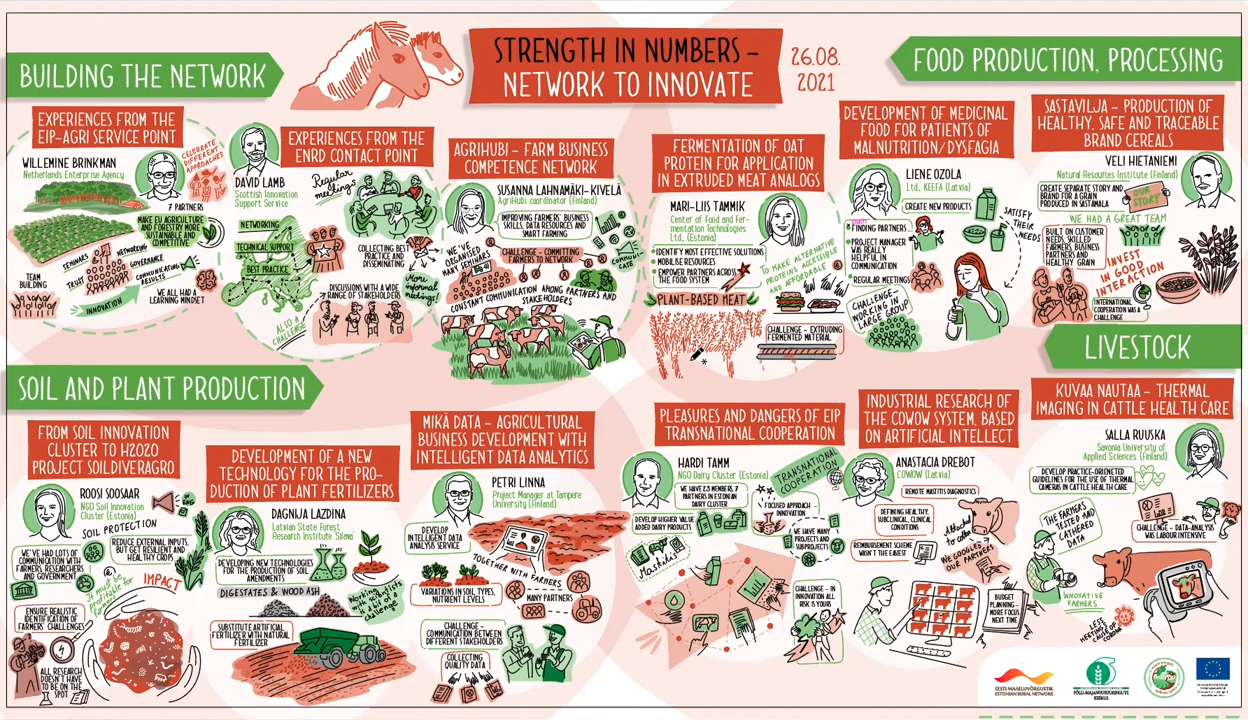 STRENGTH IN NUMBERS –
NETWORK TO INNOVATE
26.08.
2021
BUILDING THE NETWORK
EXPERIENCES FROM THE
EIP-AGRI SERVICE POINT
WILLEMINE BRINKMAN
Netherlands Enterprise Agency
CELEBRATE
DIFFERENT
APPROACHES
7 PARTNERS
MAKE EU AGRICULTURE
AND FORESTRY MORE
SUSTAINABLE AND
COMPETITIVE
SEMINARS
NETWORKING
TRUST
GOVERNANCE
COMMUNICATING
RESULTS
TEAM
BUILDING
INNOVATION
WE ALL HAD A
LEARNING MINDSET
EXPERIENCES FROM THE
ENRD CONTACT POINT
DAVID LAMB
Scottish Innovation
Support Service
Regular
meetings
NETWORKING
TECHNICAL SUPPORT
BEST PRACTICE
COLLECTING BEST
PRACTICE AND
DISSEMINATING
More
informal
meetings!
DISCUSSIONS WITH A WIDE
RANGE OF STAKEHOLDERS
ALSO A
CHALLENGE
AGRIHUBI – FARM BUSINESS
COMPETENCE NETWORK
SUSANNA LAHNAMÄKI-KIVELÄ
AgriHubi coordinator (Finland)
IMPROVING FARMERS' BUSINESS
SKILLS, DATA RESOURCES AND
SMART FARMING
WE'VE
ORGANISED
MANY SEMINARS
CHALLENGE – COMMITTING
FARMERS TO NETWORK
COMMUNI-
CATE
CONSTANT COMMUNICATION AMONG PARTNERS AND
STAKEHOLDERS
FOOD PRODUCTION, PROCESSING
FERMENTATION OF OAT
PROTEIN FOR APPLICATION
IN EXTRUDED MEAT ANALOGS
MARI-LIIS TAMMIK
Center of Food and Fer-
mentation Technologies
Ltd. (Estonia)
IDENTIFY MOST EFFECTIVE SOLUTIONS
MOBILISE RESOURCES
EMPOWER PARTNERS ACROSS
THE FOOD SYSTEM
TO MAKE ALTERNATIVE
PROTEINS ACCESSIBLE
AND AFFORDABLE
PLANT-BASED MEAT
CHALLENGE – EXTRUDING
FERMENTED MATERIAL
DEVELOPMENT OF MEDICINAL
FOOD FOR PATIENTS OF
MALNUTRITION/DYSFAGIA
LIENE OZOLA
Ltd. KEEFA (Latvia)
CREATE NEW PRODUCTS
FINDING PARTNERS
PROJECT MANAGER
WAS REALLY
HELPFUL IN
COMMUNICATION
REGULAR MEETINGS
SATISFY
THEIR
NEEDS
CHALLENGE –
WORKING IN
LARGE GROUP
SASTAVILJA – PRODUCTION OF
HEALTHY, SAFE AND TRACEABLE
BRAND CEREALS
VELI HIETANIEMI
Natural Resources Institute (Finland)
CREATE SEPARATE STORY AND
BRAND FOR A GRAIN
PRODUCED IN SASTAMALA
OUR
STORY
WE HAD A GREAT TEAM
BUILT ON CUSTOMER
NEEDS, SKILLED
FARMERS, BUSINESS
PARTNERS AND
HEALTHY GRAIN
INVEST
IN GOOD
INTERACTION
INTERNATIONAL
COOPERATION WAS A
CHALLENGE
SOIL AND PLANT PRODUCTION
FROM SOIL INNOVATION
CLUSTER TO H2020
PROJECT SOILDIVERAGRO
ROOSI SOOSAAR
NGO Soil Innovation
Cluster (Estonia)
SOIL PROTECTION
WE'VE HAD LOTS OF
COMMUNICATION WITH
FARMERS, RESEARCHERS
AND GOVERNMENT
REDUCE EXTERNAL INPUTS,
BUT GET RESILIENT AND
HEALTHY CROPS
IMPACT
ENSURE REALISTIC
IDENTIFICATION OF
FARMERS' CHALLENGES
ALL RESEARCH
DOESN'T HAVE
TO BE ON THE
SPOT
DEVELOPMENT OF A NEW
TECHNOLOGY FOR THE PRO-
DUCTION OF PLANT FERTILIZERS
DAGNIJA LAZDINA
Latvian State Forest
Research Institute Silava
DEVELOPING NEW TECHNOLOGIES
FOR THE PRODUCTION OF SOIL
AMENDMENTS
DIGESTATES & WOOD ASH
Working
with scientists
is a bit of a
challenge
SUBSTITUTE ARTIFICIAL
FERTILIZER WITH NATURAL
FERTILIZER
MIKÄ DATA – AGRICULTURAL
BUSINESS DEVELOPMENT WITH
INTELLIGENT DATA ANALYTICS
PETRI LINNA
Project Manager at Tampere
University (Finland)
DEVELOP
INTELLIGENT DATA
ANALYSIS SERVICE
TOGETHER WITH FARMERS
VARIATIONS IN SOIL TYPES,
NUTRIENT LEVELS
MANY PARTNERS
CHALLENGE –
COMMUNICATION BETWEEN
DIFFERENT STAKEHOLDERS
COLLECTING
QUALITY DATA
LIVESTOCK
PLEASURES AND DANGERS OF EIP
TRANSNATIONAL COOPERATION
HARDI TAMM
NGO Dairy Cluster (Estonia)
TRANSNATIONAL
COOPERATION
WE HAVE 23 MEMBERS, 7
PARTNERS IN ESTONIAN
DAIRY CLUSTER
FOCUSED APPROACH –
INNOVATION
DEVELOP HIGHER VALUE
ADDED DAIRY PRODUCTS
WE HAVE MANY
PROJECTS AND
SUBPROJECTS
CHALLENGE –
IN INNOVATION
ALL RISK
IS YOURS
INDUSTRIAL RESEARCH OF
THE COWOW SYSTEM, BASED
ON ARTIFICIAL INTELLECT
ANASTACIA DREBOT
COWOW (Latvia)
REMOTE MASTITIS DIAGNOSTICS
DEFINING HEALTHY,
SUBCLINICAL, CLINICAL
CONDITIONS
Attached
to collar
REIMBURSEMENT SCHEME
WASN'T THE EASIEST
WE GOOGLED
OUR PARTNERS
BUDGET
PLANNING –
MORE FOCUS
NEXT TIME
KUVAA NAUTAA – THERMAL
IMAGING IN CATTLE HEALTH CARE
SALLA RUUSKA
Savonia University of
Applied Sciences (Finland)
DEVELOP PRACTICE-ORIENTED
GUIDELINES FOR THE USE OF THERMAL
CAMERAS IN CATTLE HEALTH CARE
THE FARMERS
TESTED AND
GATHERED
DATA
CHALLENGE – DATA-ANALYSIS
WAS LABOUR INTENSIVE
INNOVATIVE
FARMERS
LESS
MEETINGS
CAUSE OF
CORONA
EESTI MAAELUVÕRGUSTIK
ESTONIAN RURAL NETWORK
PÕLLUMAJANDUSUURINGUTE
KESKUS